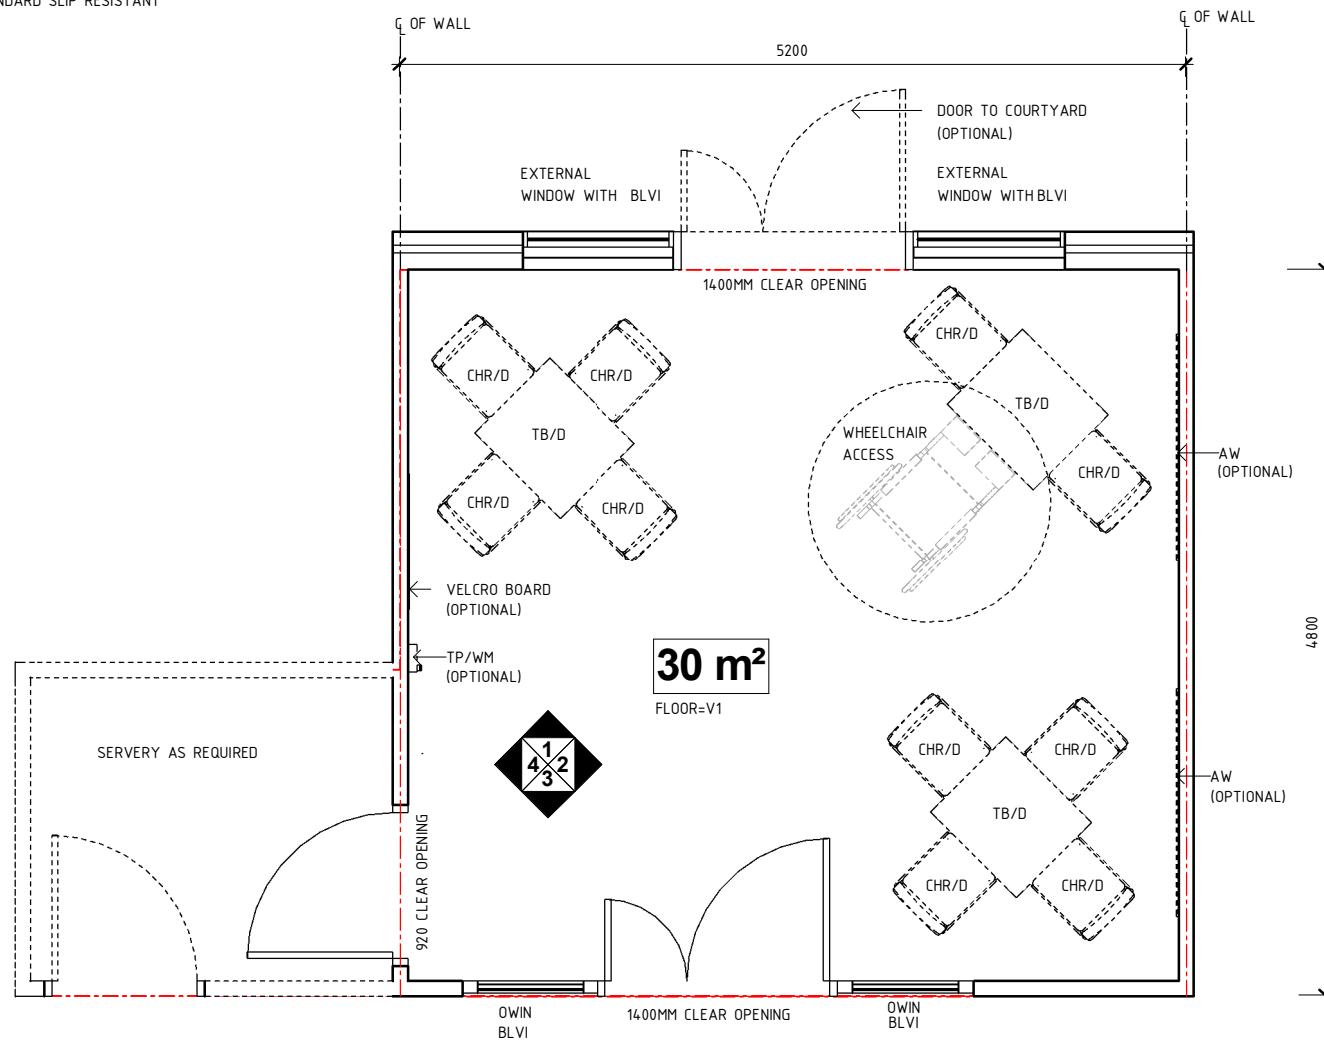 SLIP RESISTANT
℄ OF WALL
℄ OF WALL
5200
DOOR TO COURTYARD
(OPTIONAL)
EXTERNAL
WINDOW WITH BLVI
EXTERNAL
WINDOW WITH BLVI
1400MM CLEAR OPENING
CHR/D
CHR/D
CHR/D
TB/D
TB/D
WHEELCHAIR
ACCESS
AW
(OPTIONAL)
CHR/D
CHR/D
CHR/D
CHR/D
VELCRO BOARD
(OPTIONAL)
4800
TP/WM
(OPTIONAL)
30 m²
FLOOR=V1
SERVERY AS REQUIRED
1
4 2
3
CHR/D
CHR/D
AW
(OPTIONAL)
TB/D
920 CLEAR OPENING
CHR/D
CHR/D
OWIN
BLVI
1400MM CLEAR OPENING
OWIN
BLVI